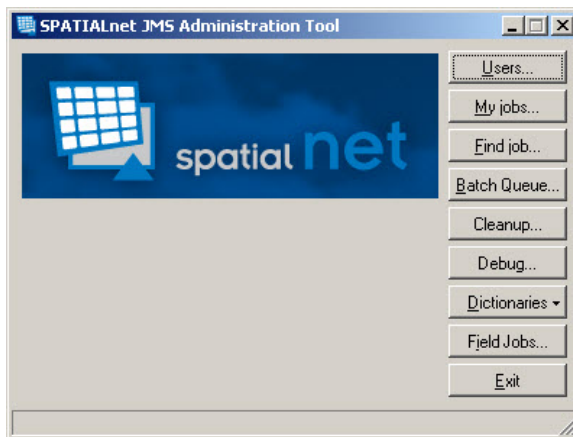 SPATIALnet JMS Administration Tool
spatial net
Users...
My jobs...
Find job...
Batch Queue...
Cleanup...
Debug...
Dictionaries
Field Jobs...
Exit